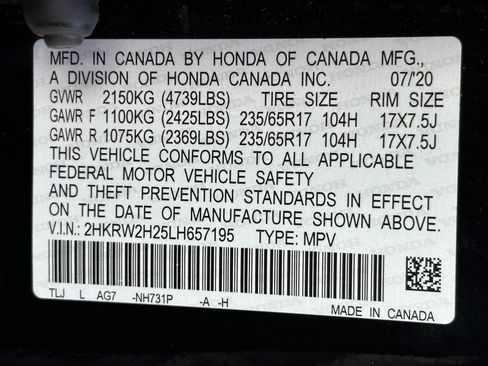 MFD. IN CANADA BY HONDA OF CANADA MFG.,
A DIVISION OF HONDA CANADA INC. 07/'20
GVWR 2150KG (4739LBS) TIRE SIZE RIM SIZE
GAWR F 1100KG (2425LBS) 235/65R17 104H 17X7.5J
GAWR R 1075KG (2369LBS) 235/65R17 104H 17X7.5J
THIS VEHICLE CONFORMS TO ALL APPLICABLE
FEDERAL MOTOR VEHICLE SAFETY
AND THEFT PREVENTION STANDARDS IN EFFECT
ON THE DATE OF MANUFACTURE SHOWN ABOVE.
V.I.N.: 2HKRW2H25LH657195 TYPE: MPV
TLJ L AG7 -NH731P -A -H
MADE IN CANADA